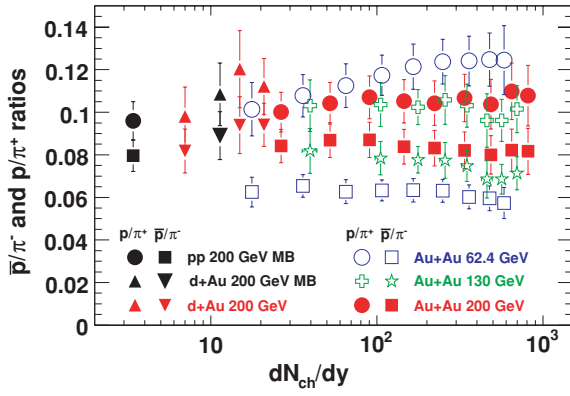 0.14
0.12
0.1
0.08
0.06
0.04
0.02
0
p̅/π⁻ and p/π⁺ ratios
p/π⁺ p̅/π⁻
pp 200 GeV MB
d+Au 200 GeV MB
d+Au 200 GeV
p/π⁺ p̅/π⁻
Au+Au 62.4 GeV
Au+Au 130 GeV
Au+Au 200 GeV
10
10²
10³
dN_ch/dy